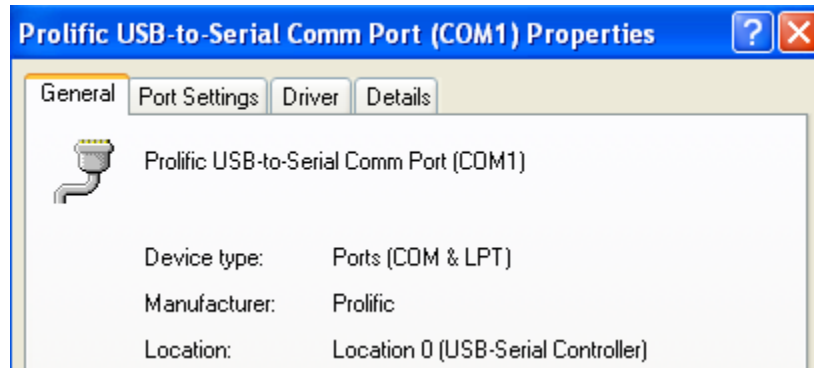 Prolific USB-to-Serial Comm Port (COM1) Properties
General Port Settings Driver Details
Prolific USB-to-Serial Comm Port (COM1)
Device type: Ports (COM & LPT)
Manufacturer: Prolific
Location: Location 0 (USB-Serial Controller)